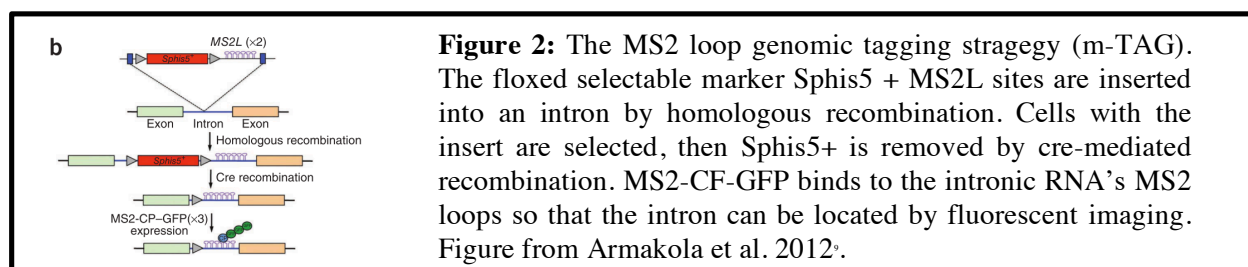 b
MS2L (×2)
Sphis5+
Exon Intron Exon
Homologous recombination
Sphis5+
Cre recombination
MS2-CP–GFP(×3)
expression
Figure 2: The MS2 loop genomic tagging stragegy (m-TAG).
The floxed selectable marker Sphis5 + MS2L sites are inserted
into an intron by homologous recombination. Cells with the
insert are selected, then Sphis5+ is removed by cre-mediated
recombination. MS2-CF-GFP binds to the intronic RNA’s MS2
loops so that the intron can be located by fluorescent imaging.
Figure from Armakola et al. 2012⁹.